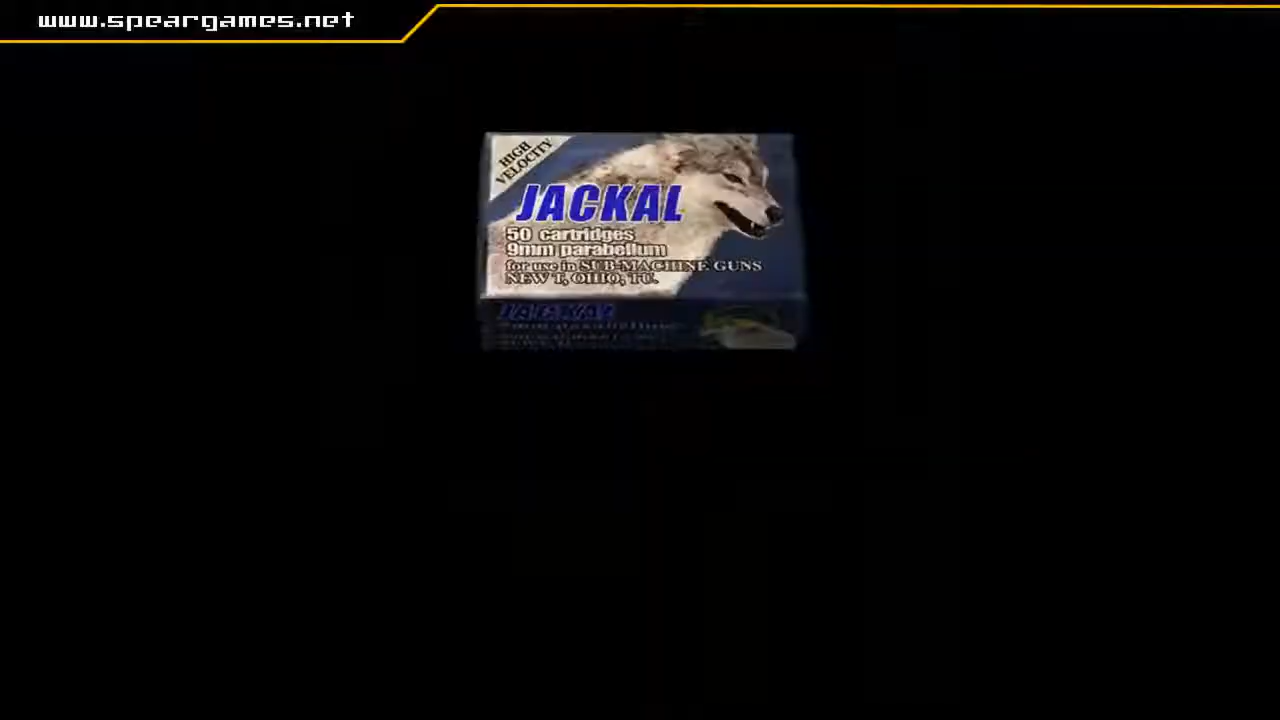 www.speargames.net
HIGH
VELOCITY
JACKAL
50 cartridges
9mm parabellum
for use in SUB-MACHINE GUNS
NEW T, OHIO, TU.
JACKAL